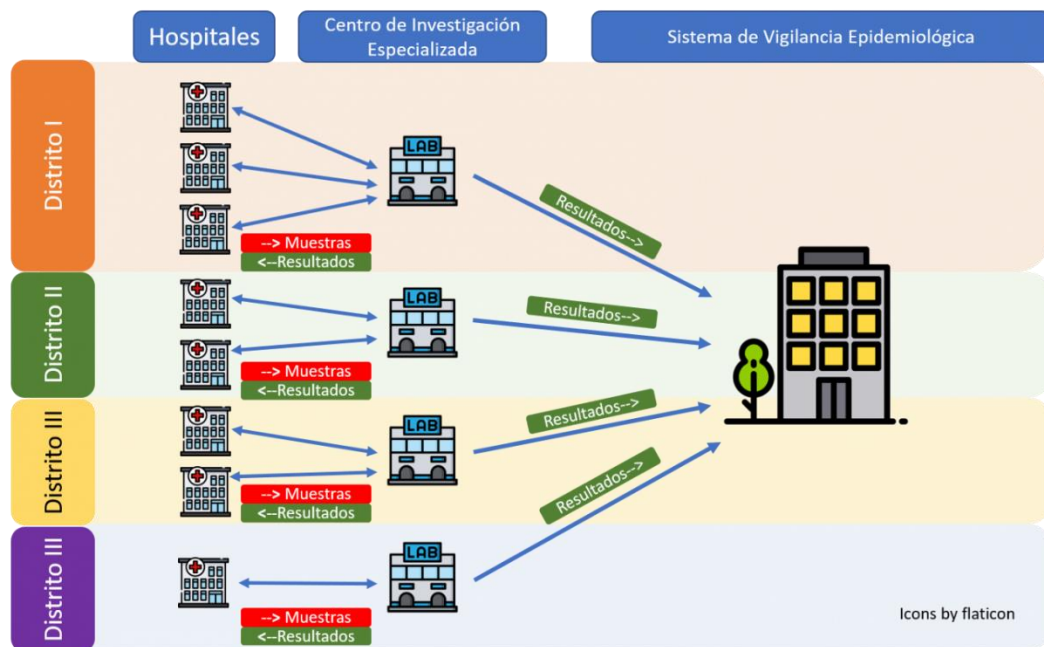 Hospitales
Centro de Investigación
Especializada
Sistema de Vigilancia Epidemiológica
Distrito I
LAB
Resultados-->
--> Muestras
<--Resultados
Distrito II
LAB
Resultados-->
--> Muestras
<--Resultados
Distrito III
LAB
Resultados-->
--> Muestras
<--Resultados
Distrito III
LAB
Resultados-->
--> Muestras
<--Resultados
Icons by flaticon